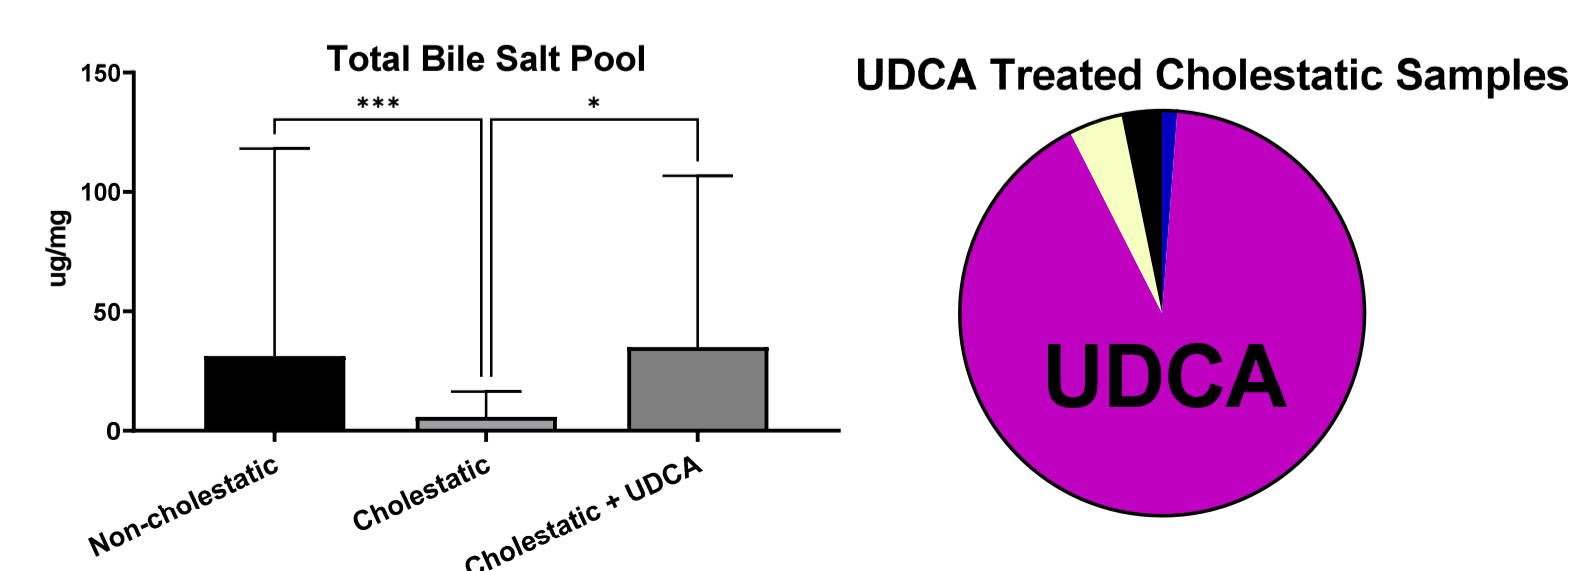 Total Bile Salt Pool
150
100
50
0
ug/mg
***
*
Non-cholestatic
Cholestatic
Cholestatic + UDCA
UDCA Treated Cholestatic Samples
UDCA